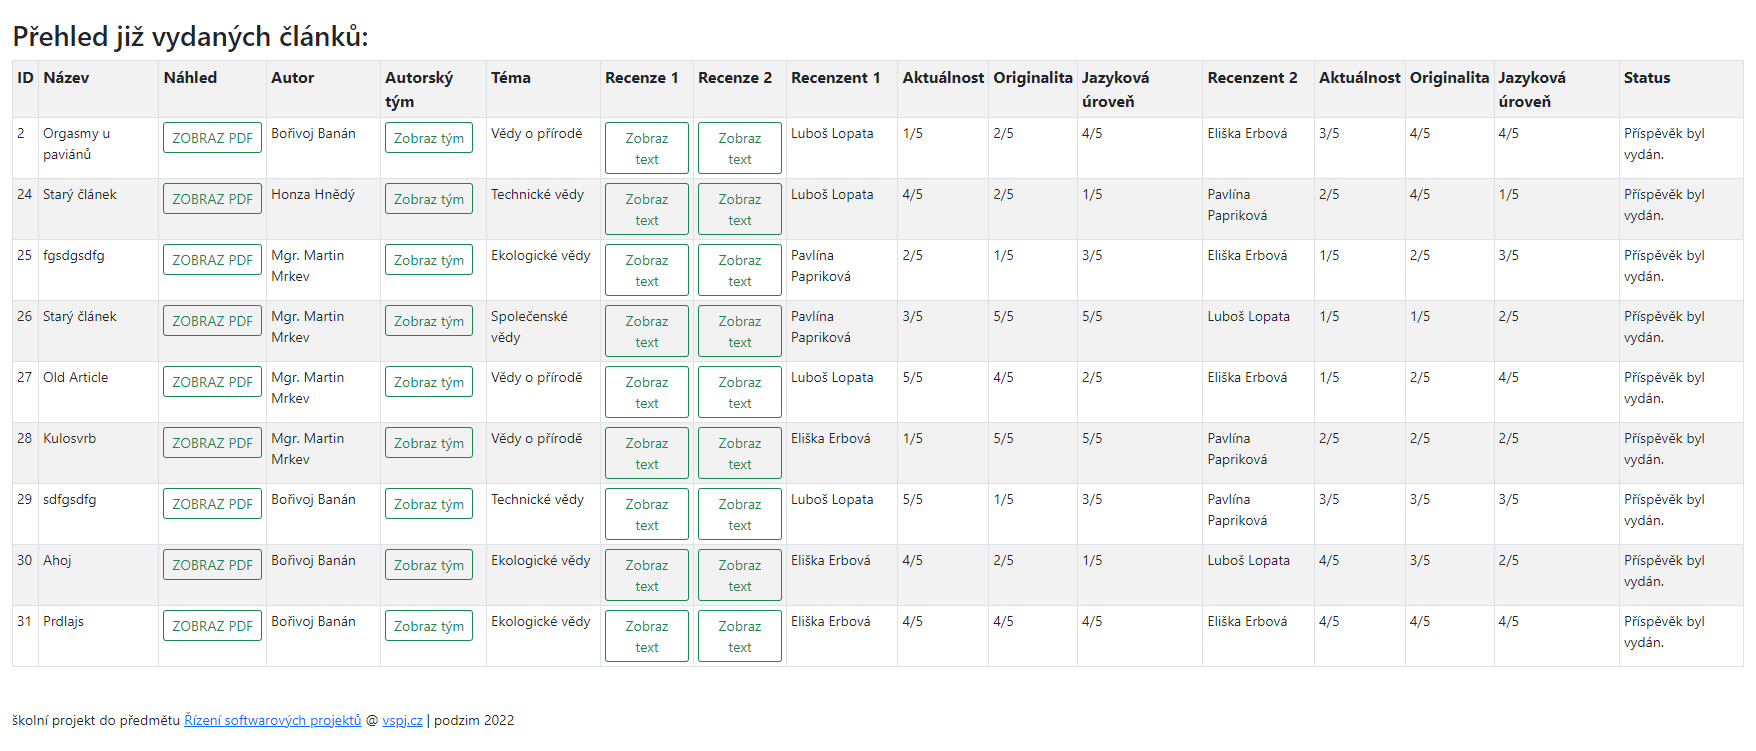 Přehled již vydaných článků:
ID Název Náhled Autor Autorský tým Téma Recenze 1 Recenze 2 Recenzent 1 Aktuálnost Originalita Jazyková úroveň Recenzent 2 Aktuálnost Originalita Jazyková úroveň Status
2 Orgasmy u paviánů ZOBRAZ PDF Bořivoj Banán Zobraz tým Vědy o přírodě Zobraz text Zobraz text Luboš Lopata 1/5 2/5 4/5 Eliška Erbová 3/5 4/5 4/5 Příspěvek byl vydán.
24 Starý článek ZOBRAZ PDF Honza Hnědý Zobraz tým Technické vědy Zobraz text Zobraz text Luboš Lopata 4/5 2/5 1/5 Pavlína Papriková 2/5 4/5 1/5 Příspěvek byl vydán.
25 fgsdgsdfg ZOBRAZ PDF Mgr. Martin Mrkev Zobraz tým Ekologické vědy Zobraz text Zobraz text Pavlína Papriková 2/5 1/5 3/5 Eliška Erbová 1/5 2/5 3/5 Příspěvek byl vydán.
26 Starý článek ZOBRAZ PDF Mgr. Martin Mrkev Zobraz tým Společenské vědy Zobraz text Zobraz text Pavlína Papriková 3/5 5/5 5/5 Luboš Lopata 1/5 1/5 2/5 Příspěvek byl vydán.
27 Old Article ZOBRAZ PDF Mgr. Martin Mrkev Zobraz tým Vědy o přírodě Zobraz text Zobraz text Luboš Lopata 5/5 4/5 2/5 Eliška Erbová 1/5 2/5 4/5 Příspěvek byl vydán.
28 Kulosvrb ZOBRAZ PDF Mgr. Martin Mrkev Zobraz tým Vědy o přírodě Zobraz text Zobraz text Eliška Erbová 1/5 5/5 5/5 Pavlína Papriková 2/5 2/5 2/5 Příspěvek byl vydán.
29 sdfgsdfg ZOBRAZ PDF Bořivoj Banán Zobraz tým Technické vědy Zobraz text Zobraz text Luboš Lopata 5/5 1/5 3/5 Pavlína Papriková 3/5 3/5 3/5 Příspěvek byl vydán.
30 Ahoj ZOBRAZ PDF Bořivoj Banán Zobraz tým Ekologické vědy Zobraz text Zobraz text Eliška Erbová 4/5 2/5 1/5 Luboš Lopata 4/5 3/5 2/5 Příspěvek byl vydán.
31 Prdlajs ZOBRAZ PDF Bořivoj Banán Zobraz tým Ekologické vědy Zobraz text Zobraz text Eliška Erbová 4/5 4/5 4/5 Eliška Erbová 4/5 4/5 4/5 Příspěvek byl vydán.
školní projekt do předmětu Řízení softwarových projektů @ vspj.cz | podzim 2022